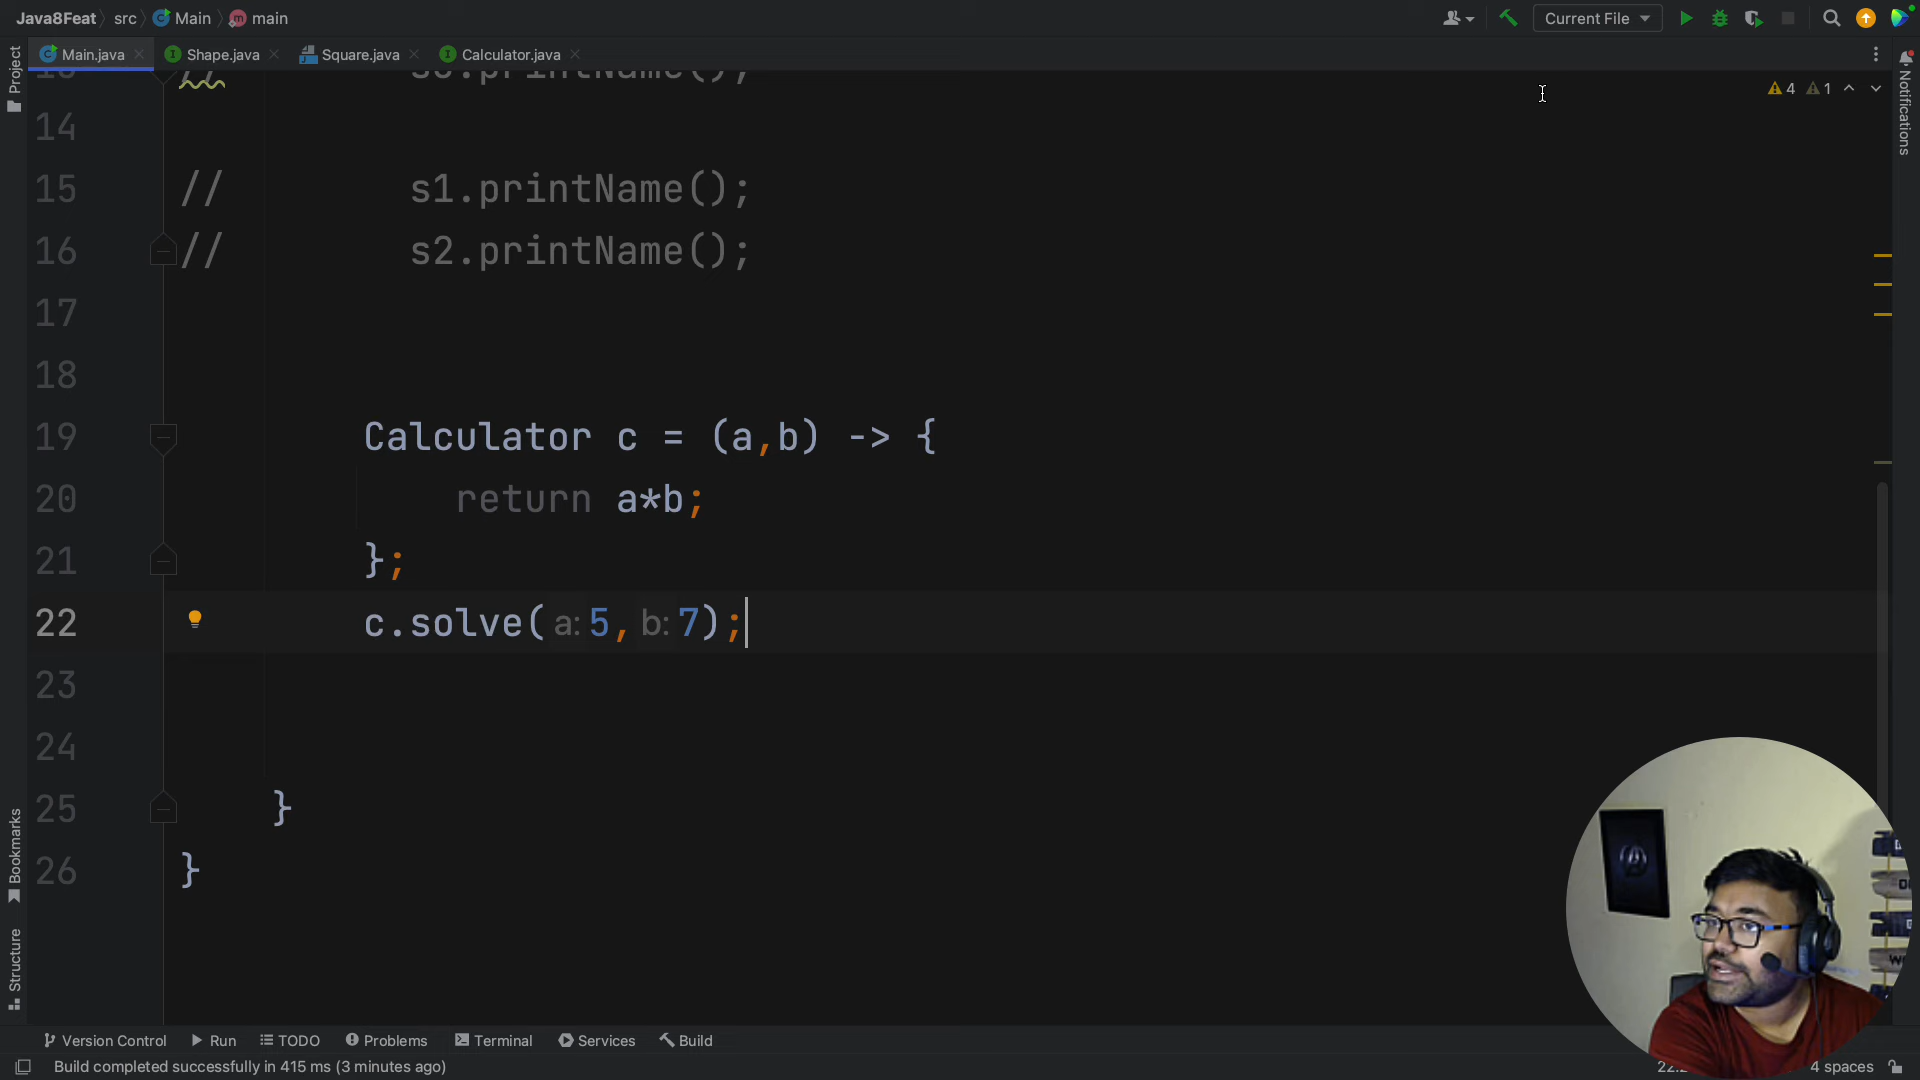 Java8Feat src Main main Current File
Main.java Shape.java Square.java Calculator.java
Project
Notifications
4 1
// s0.printName();
14
15 // s1.printName();
16 // s2.printName();
17
18
19 Calculator c = (a,b) -> {
20 return a*b;
21 };
22 c.solve( a: 5, b: 7);
23
24
25 }
26 }
Bookmarks
Structure
Version Control Run TODO Problems Terminal Services Build
Build completed successfully in 415 ms (3 minutes ago) 4 spaces